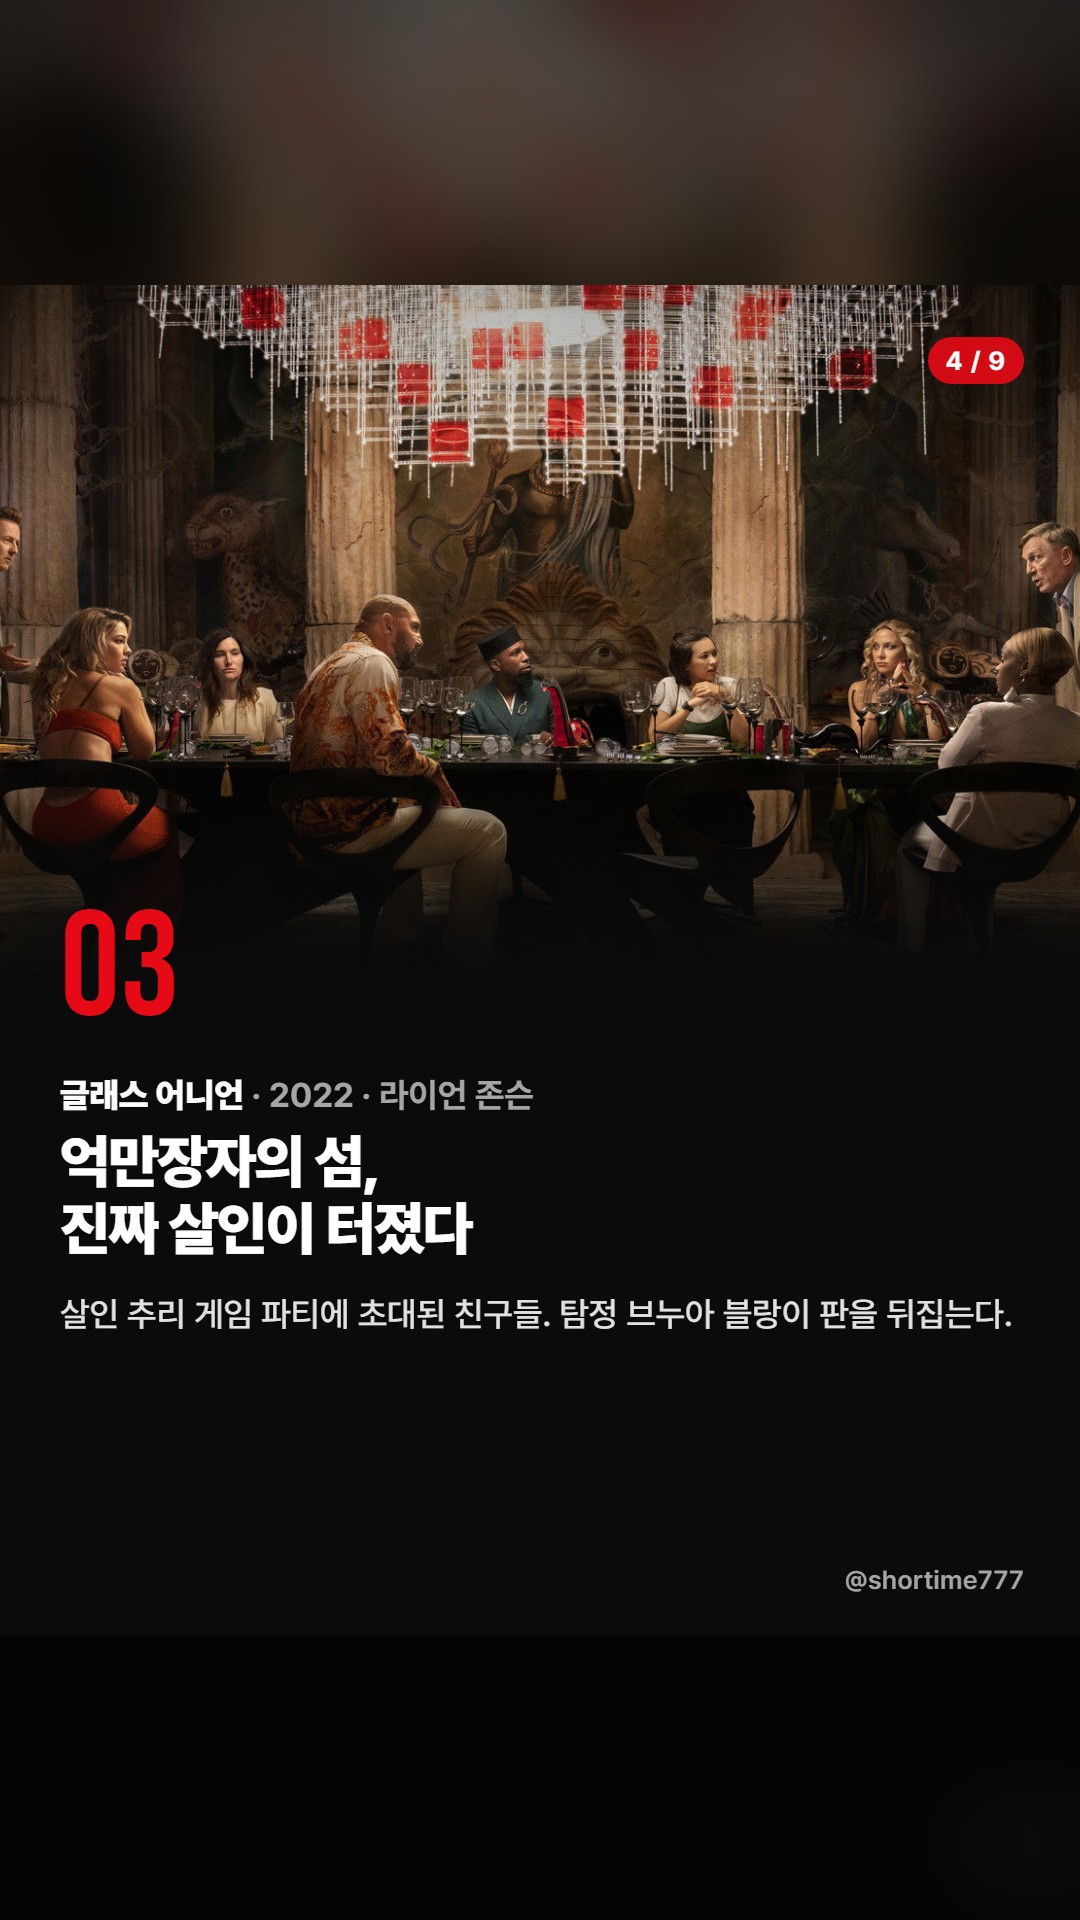 4 / 9
03
글래스 어니언 · 2022 · 라이언 존슨
억만장자의 섬,
진짜 살인이 터졌다
살인 추리 게임 파티에 초대된 친구들. 탐정 브누아 블랑이 판을 뒤집는다.
@shortime777